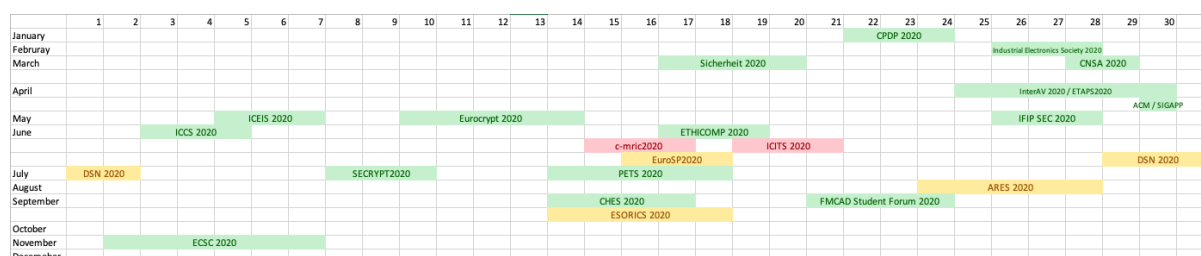 1 2 3 4 5 6 7 8 9 10 11 12 13 14 15 16 17 18 19 20 21 22 23 24 25 26 27 28 29 30
January CPDP 2020
Februray Industrial Electronics Society 2020
March Sicherheit 2020 CNSA 2020
April InterAV 2020 / ETAPS2020
ACM / SIGAPP
May ICEIS 2020 Eurocrypt 2020 IFIP SEC 2020
June ICCS 2020 ETHICOMP 2020
c-mric2020 ICITS 2020
EuroSP2020 DSN 2020
July DSN 2020 SECRYPT2020 PETS 2020
August ARES 2020
September CHES 2020 FMCAD Student Forum 2020
ESORICS 2020
October
November ECSC 2020